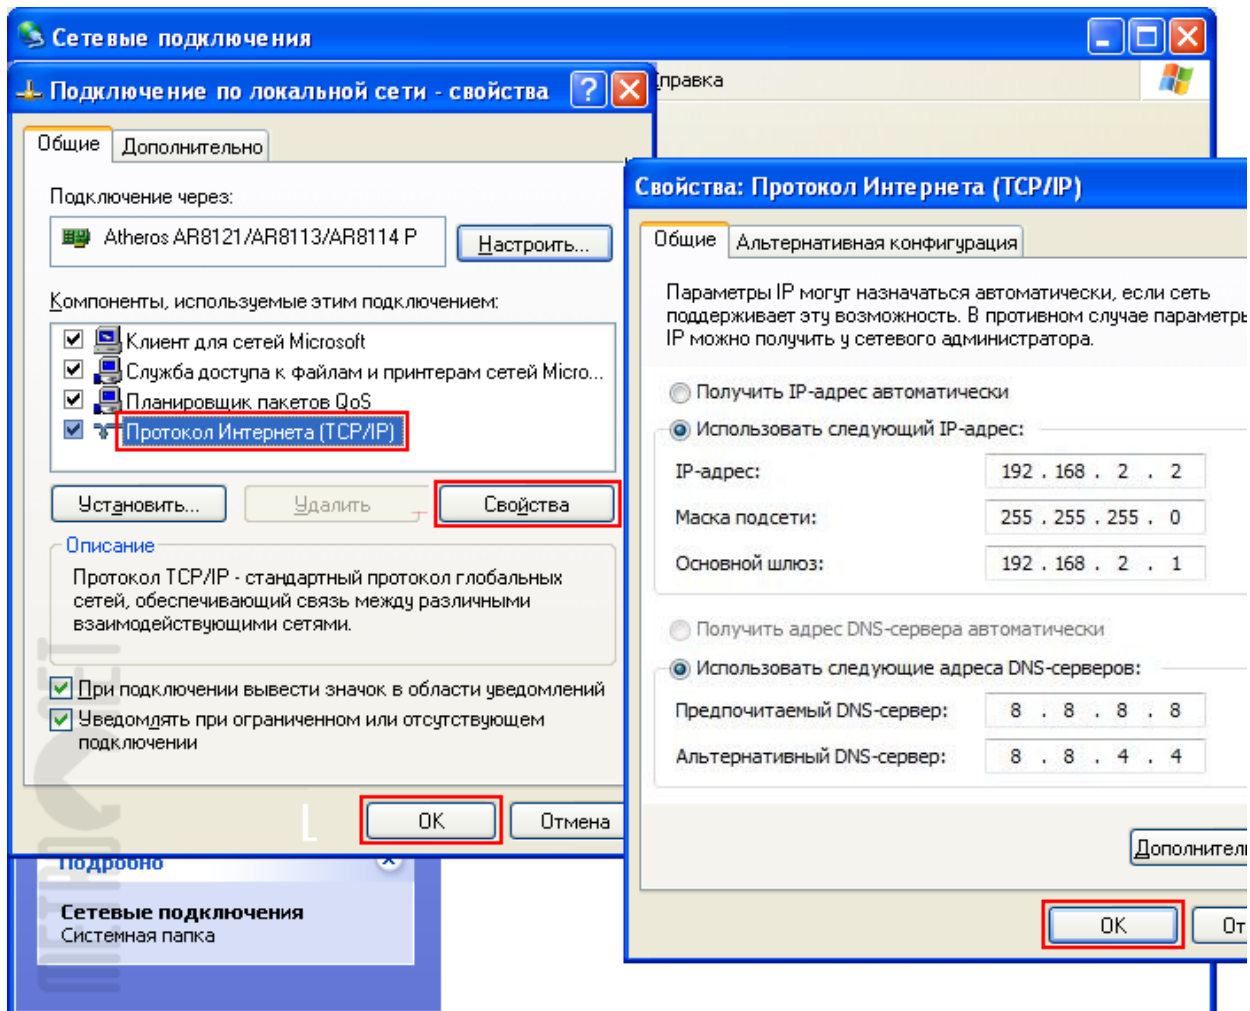 Сетевые подключения
правка
Подключение по локальной сети - свойства
Общие
Дополнительно
Подключение через:
Atheros AR8121/AR8113/AR8114 P
Настроить...
Компоненты, используемые этим подключением:
Клиент для сетей Microsoft
Служба доступа к файлам и принтерам сетей Micro...
Планировщик пакетов QoS
Протокол Интернета (TCP/IP)
Установить...
Удалить
Свойства
Описание
Протокол TCP/IP - стандартный протокол глобальных
сетей, обеспечивающий связь между различными
взаимодействующими сетями.
При подключении вывести значок в области уведомлений
Уведомлять при ограниченном или отсутствующем
подключении
OK
Отмена
Подробно
Сетевые подключения
Системная папка
Свойства: Протокол Интернета (TCP/IP)
Общие
Альтернативная конфигурация
Параметры IP могут назначаться автоматически, если сеть
поддерживает эту возможность. В противном случае параметры
IP можно получить у сетевого администратора.
Получить IP-адрес автоматически
Использовать следующий IP-адрес:
IP-адрес:
192 . 168 . 2 . 2
Маска подсети:
255 . 255 . 255 . 0
Основной шлюз:
192 . 168 . 2 . 1
Получить адрес DNS-сервера автоматически
Использовать следующие адреса DNS-серверов:
Предпочитаемый DNS-сервер:
8 . 8 . 8 . 8
Альтернативный DNS-сервер:
8 . 8 . 4 . 4
Дополнител
OK
От